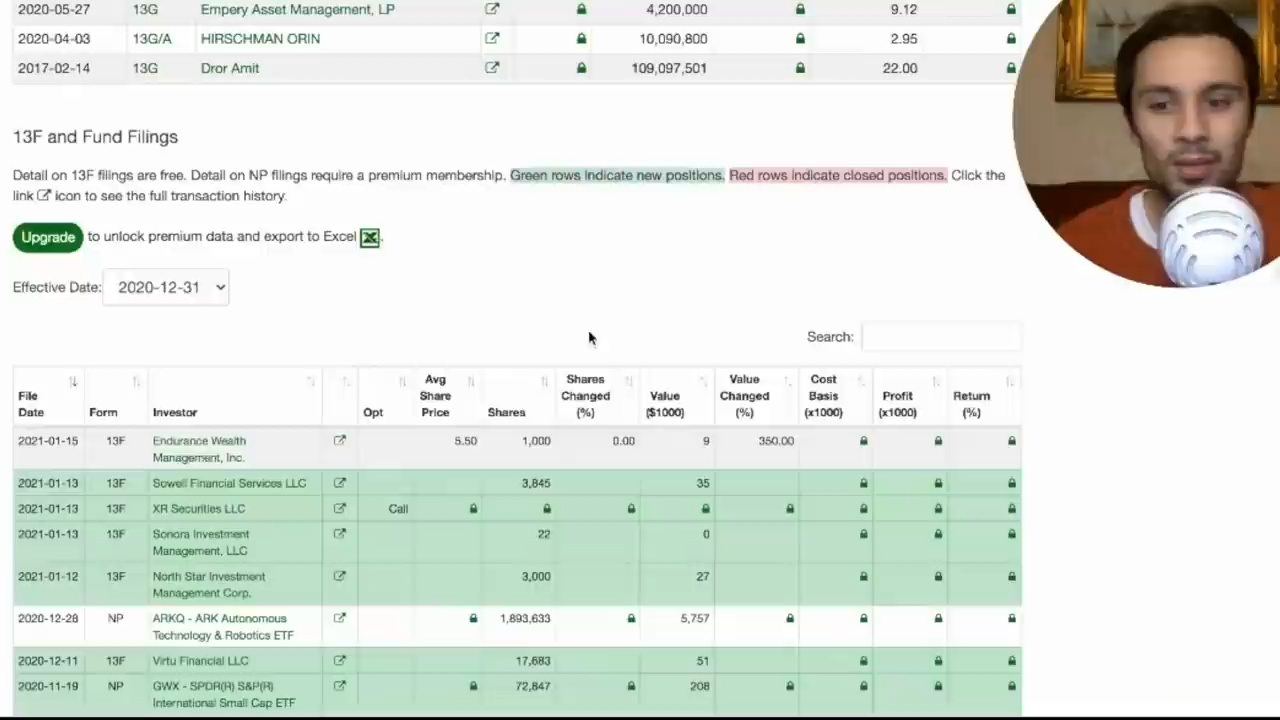 2020-05-27 13G Empery Asset Management, LP 4,200,000 9.12
2020-04-03 13G/A HIRSCHMAN ORIN 10,090,800 2.95
2017-02-14 13G Dror Amit 109,097,501 22.00
13F and Fund Filings
Detail on 13F filings are free. Detail on NP filings require a premium membership. Green rows indicate new positions. Red rows indicate closed positions. Click the
link icon to see the full transaction history.
Upgrade to unlock premium data and export to Excel .
Effective Date: 2020-12-31
Search:
File Date Form Investor Opt Avg Share Price Shares Shares Changed (%) Value ($1000) Value Changed (%) Cost Basis (x1000) Profit (x1000) Return (%)
2021-01-15 13F Endurance Wealth 5.50 1,000 0.00 9 350.00
Management, Inc.
2021-01-13 13F Sowell Financial Services LLC 3,845 35
2021-01-13 13F XR Securities LLC Call
2021-01-13 13F Sonora Investment 22 0
Management, LLC
2021-01-12 13F North Star Investment 3,000 27
Management Corp.
2020-12-28 NP ARKQ - ARK Autonomous 1,893,633 5,757
Technology & Robotics ETF
2020-12-11 13F Virtu Financial LLC 17,683 51
2020-11-19 NP GWX - SPDR(R) S&P(R) 72,847 208
International Small Cap ETF